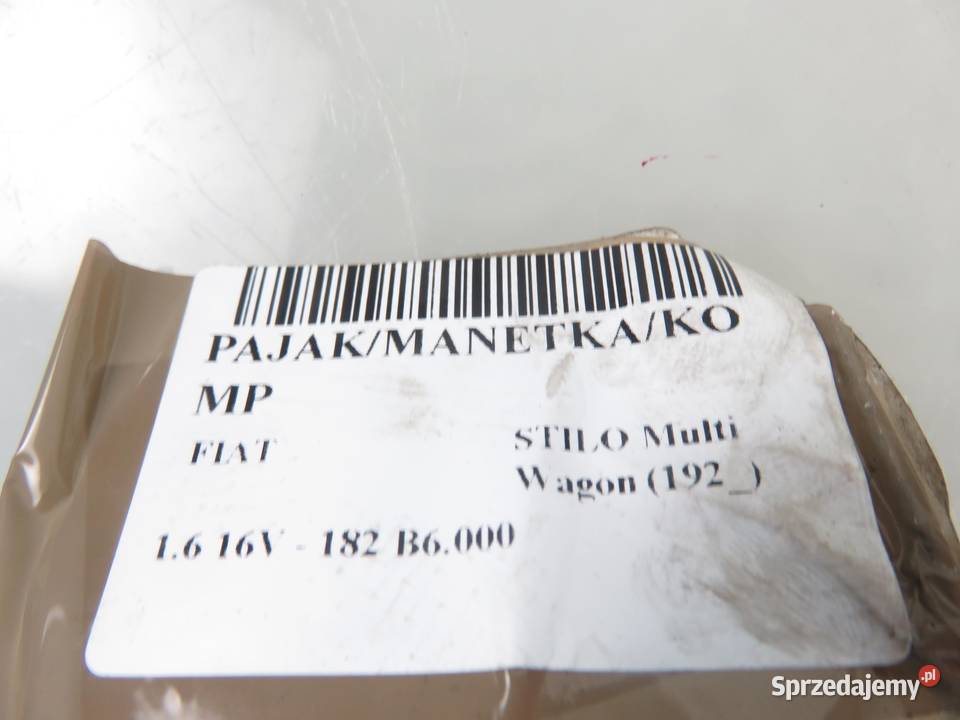 PAJAK/MANETKA/KO
MP
FIAT
STILO Multi
Wagon (192_)
1.6 16V - 182 B6.000
Sprzedajemy.pl